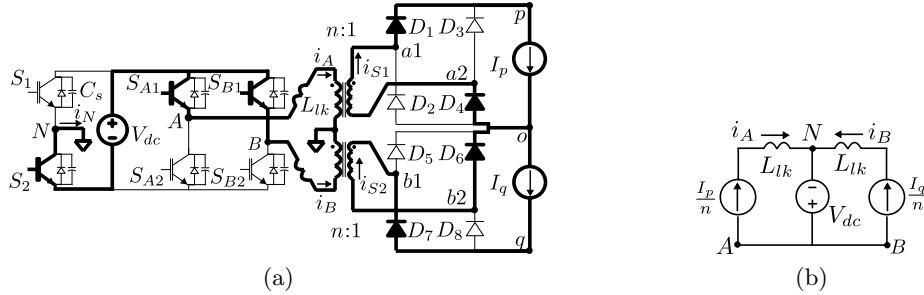 n:1
D1 D3
p
iA
a1
iS1
Ip
S1
Cs
iN
SA1
SB1
Llk
a2
N
Vdc
A
D2 D4
B
o
S2
SA2
SB2
D5 D6
iS2
b1
Iq
iB
b2
n:1
D7 D8
q
(a)
iA
N
iB
Llk
Llk
Ip/n
Vdc
Iq/n
A
B
(b)